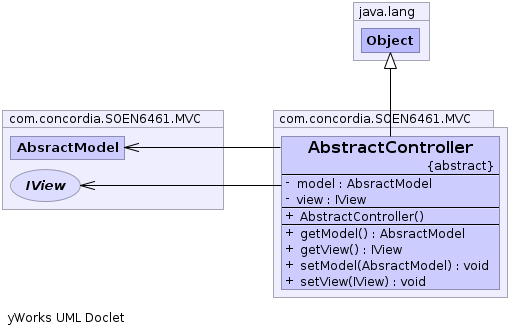 java.lang
Object
com.concordia.SOEN6461.MVC
AbsractModel
IView
com.concordia.SOEN6461.MVC
AbstractController
{abstract}
- model : AbsractModel
- view : IView
+ AbstractController()
+ getModel() : AbsractModel
+ getView() : IView
+ setModel(AbsractModel) : void
+ setView(IView) : void
yWorks UML Doclet